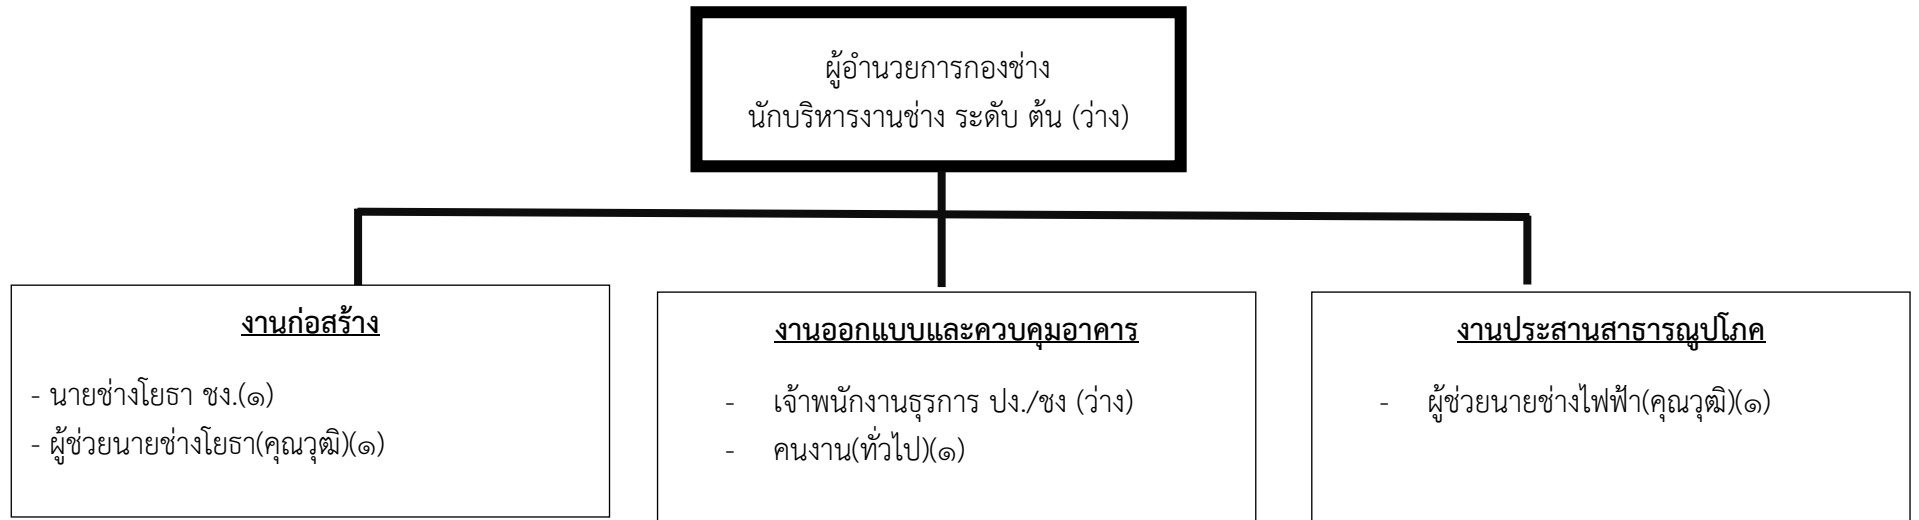 ผู้อำนวยการกองช่าง
นักบริหารงานช่าง ระดับ ต้น (ว่าง)
งานก่อสร้าง
- นายช่างโยธา ชง.(๑)
- ผู้ช่วยนายช่างโยธา(คุณวุฒิ)(๑)
งานออกแบบและควบคุมอาคาร
- เจ้าพนักงานธุรการ ปง./ชง (ว่าง)
- คนงาน(ทั่วไป)(๑)
งานประสานสาธารณูปโภค
- ผู้ช่วยนายช่างไฟฟ้า(คุณวุฒิ)(๑)